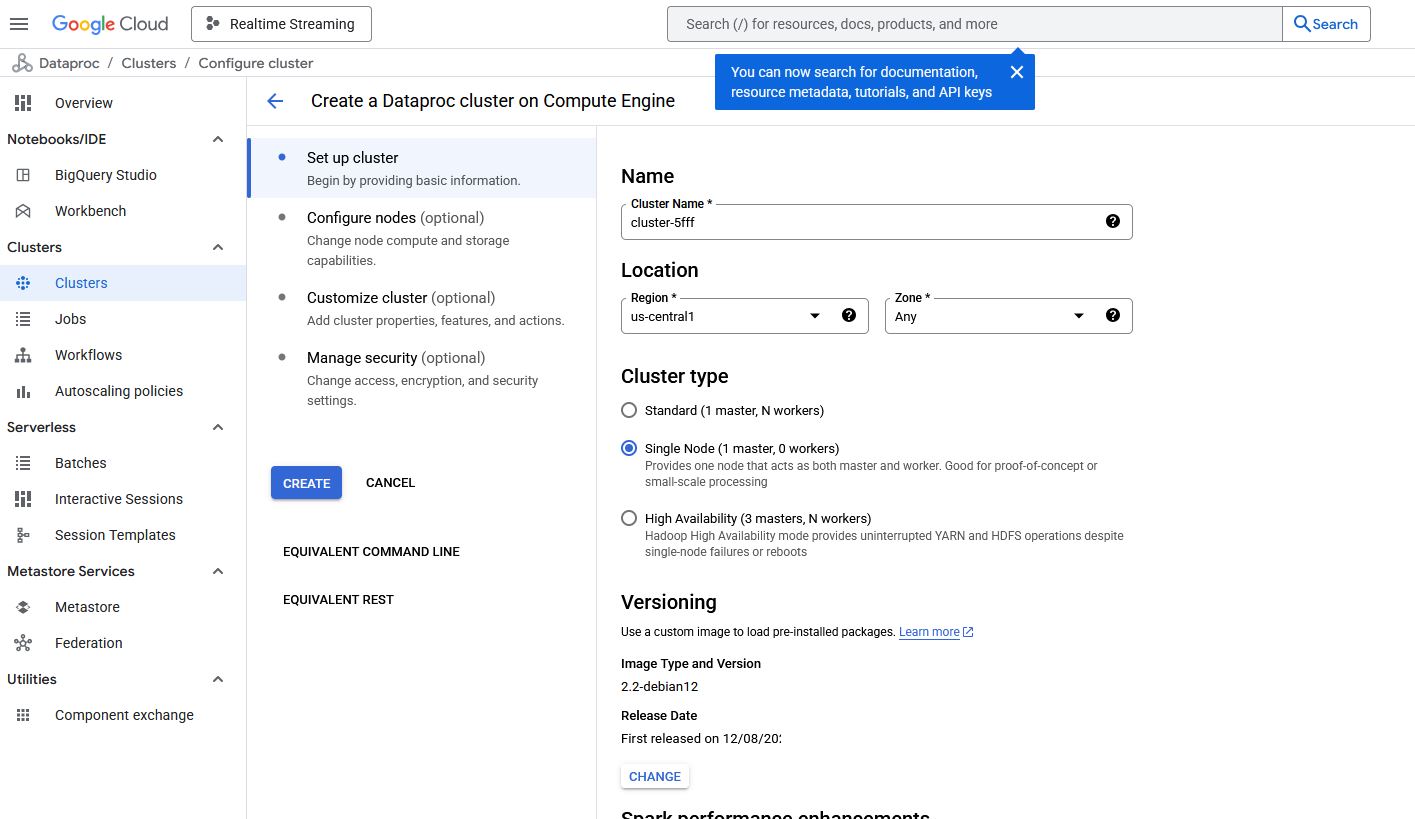 Google Cloud
Realtime Streaming
Search (/) for resources, docs, products, and more
Search
Dataproc / Clusters / Configure cluster
You can now search for documentation,
resource metadata, tutorials, and API keys
Overview
Notebooks/IDE
BigQuery Studio
Workbench
Clusters
Clusters
Jobs
Workflows
Autoscaling policies
Serverless
Batches
Interactive Sessions
Session Templates
Metastore Services
Metastore
Federation
Utilities
Component exchange
Create a Dataproc cluster on Compute Engine
Set up cluster
Begin by providing basic information.
Configure nodes (optional)
Change node compute and storage
capabilities.
Customize cluster (optional)
Add cluster properties, features, and actions.
Manage security (optional)
Change access, encryption, and security
settings.
CREATE
CANCEL
EQUIVALENT COMMAND LINE
EQUIVALENT REST
Name
Cluster Name *
cluster-5fff
Location
Region *
us-central1
Zone *
Any
Cluster type
Standard (1 master, N workers)
Single Node (1 master, 0 workers)
Provides one node that acts as both master and worker. Good for proof-of-concept or
small-scale processing
High Availability (3 masters, N workers)
Hadoop High Availability mode provides uninterrupted YARN and HDFS operations despite
single-node failures or reboots
Versioning
Use a custom image to load pre-installed packages. Learn more
Image Type and Version
2.2-debian12
Release Date
First released on
CHANGE
Spark performance enhancements